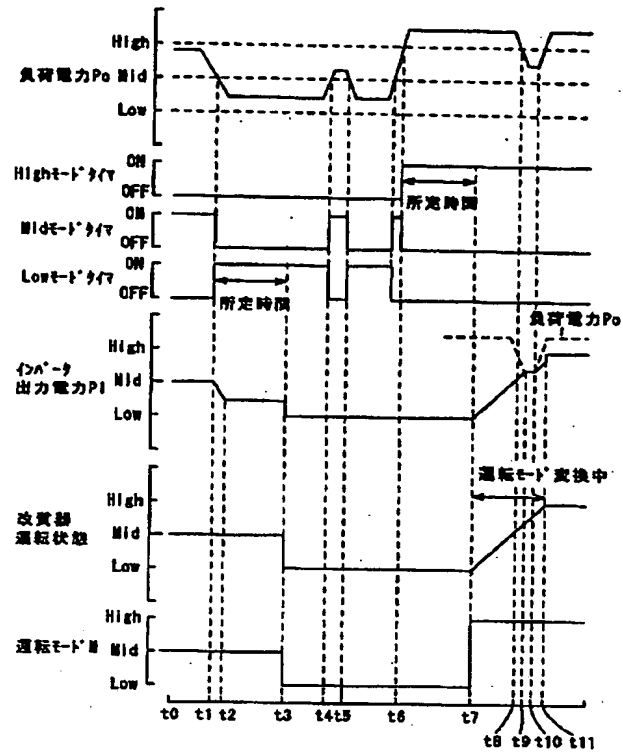 High
負荷電力Po Mid
Low
Highモードタイマ ON
OFF
所定時間
Midモードタイマ ON
OFF
Lowモードタイマ ON
OFF
所定時間
負荷電力Po
High
インバータ
出力電力PI
Mid
Low
運転モード変換中
High
改質器
運転状態
Mid
Low
High
運転モードM Mid
Low
t0 t1 t2 t3 t4 t5 t6 t7
t8 t9 t10 t11